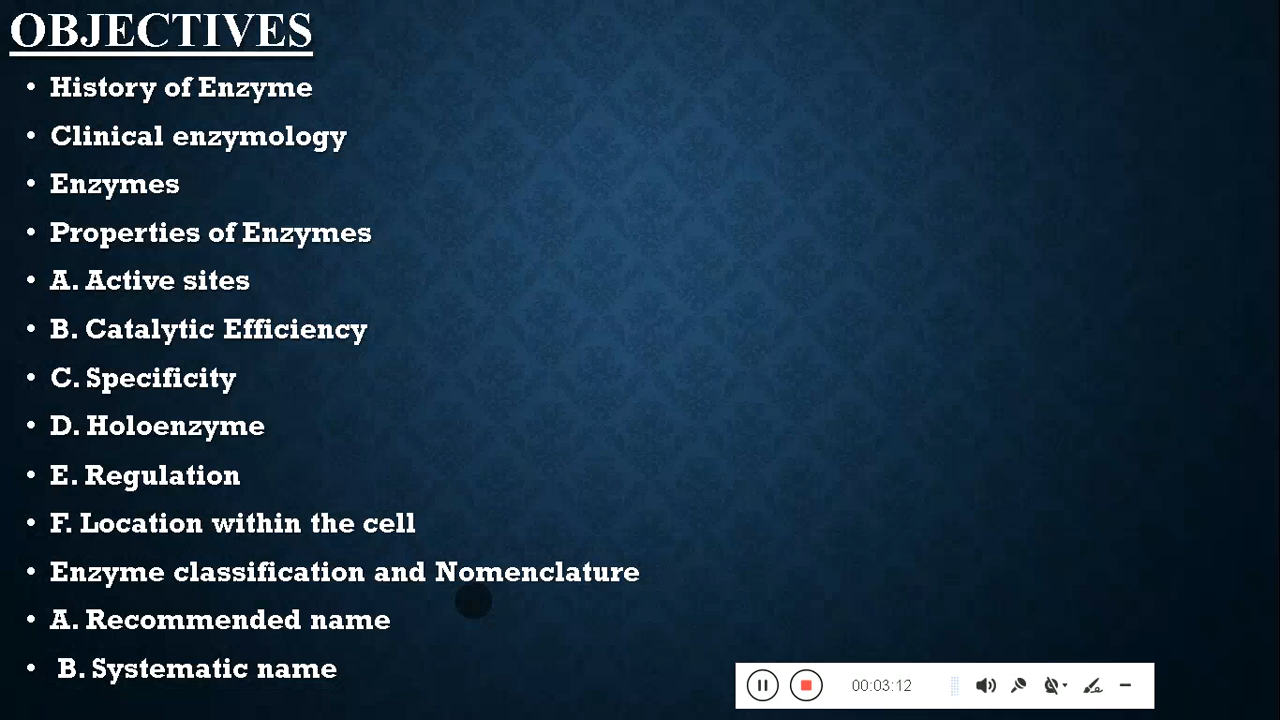 OBJECTIVES
• History of Enzyme
• Clinical enzymology
• Enzymes
• Properties of Enzymes
• A. Active sites
• B. Catalytic Efficiency
• C. Specificity
• D. Holoenzyme
• E. Regulation
• F. Location within the cell
• Enzyme classification and Nomenclature
• A. Recommended name
• B. Systematic name
00:03:12